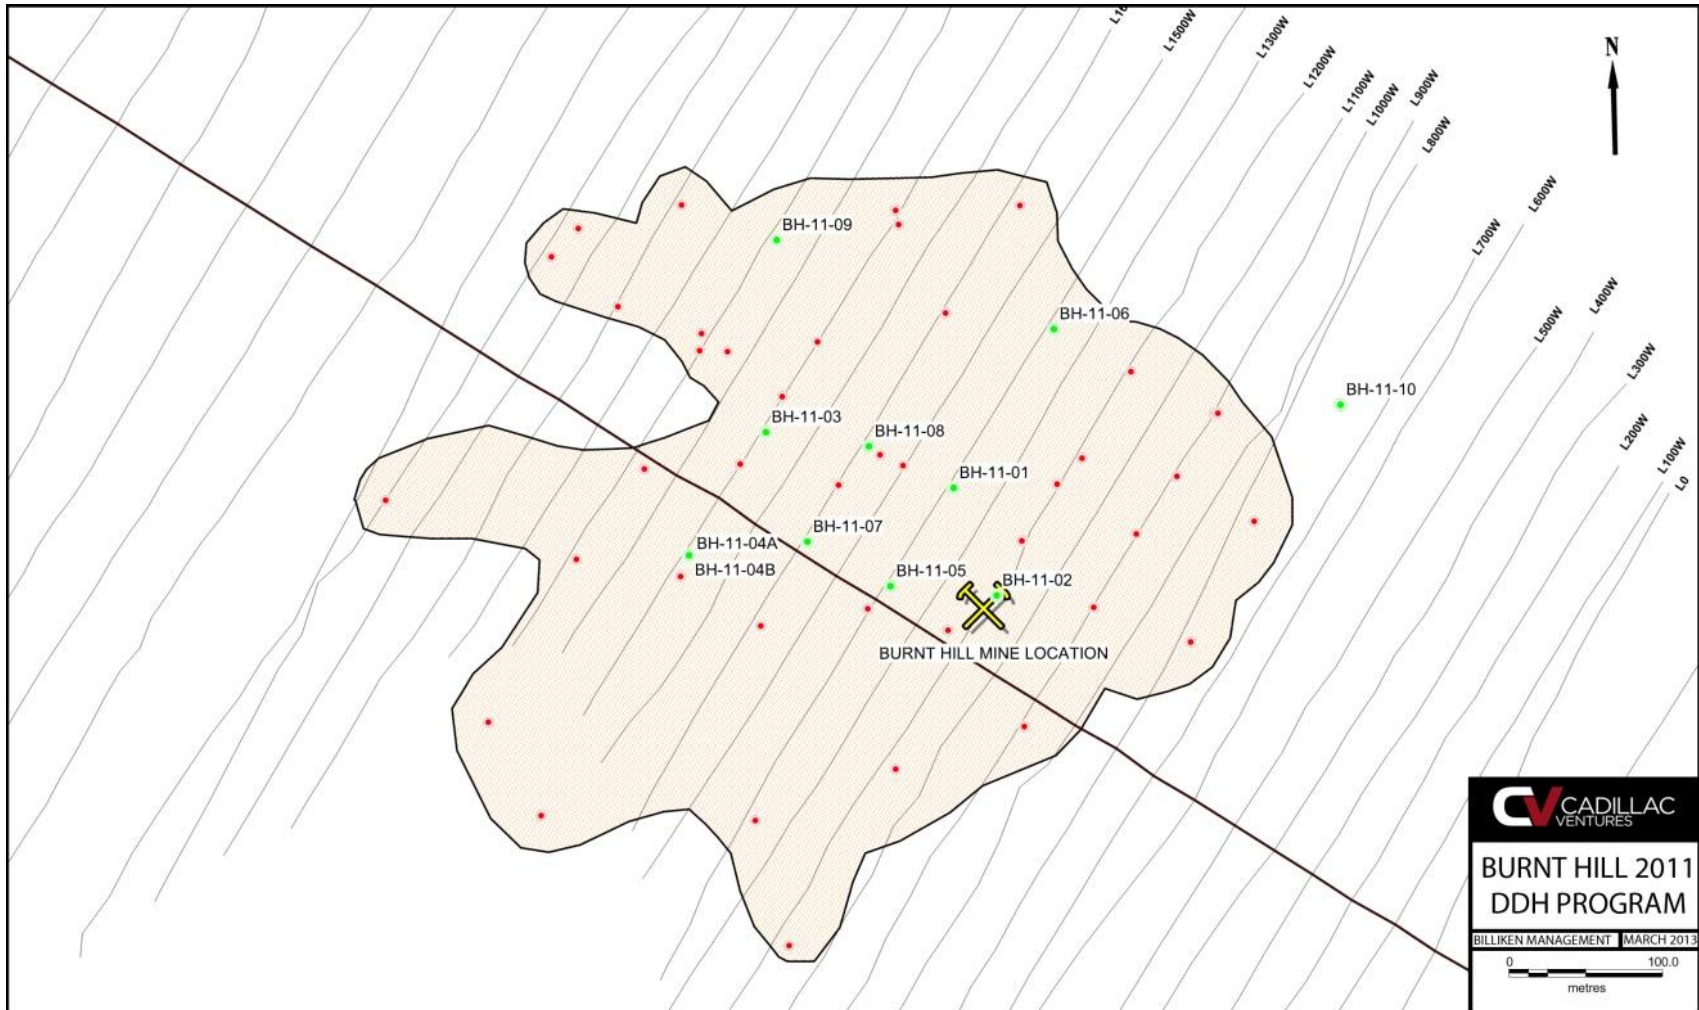 L1500W
L1300W
L1200W
L1100W
L1000W
L900W
L800W
L700W
L600W
L500W
L400W
L300W
L200W
L100W
L0
N
BH-11-09
BH-11-06
BH-11-10
BH-11-03
BH-11-08
BH-11-01
BH-11-07
BH-11-04A
BH-11-04B
BH-11-05
BH-11-02
BURNT HILL MINE LOCATION
CV CADILLAC
VENTURES
BURNT HILL 2011
DDH PROGRAM
BILLIKEN MANAGEMENT MARCH 2013
0 100.0
metres